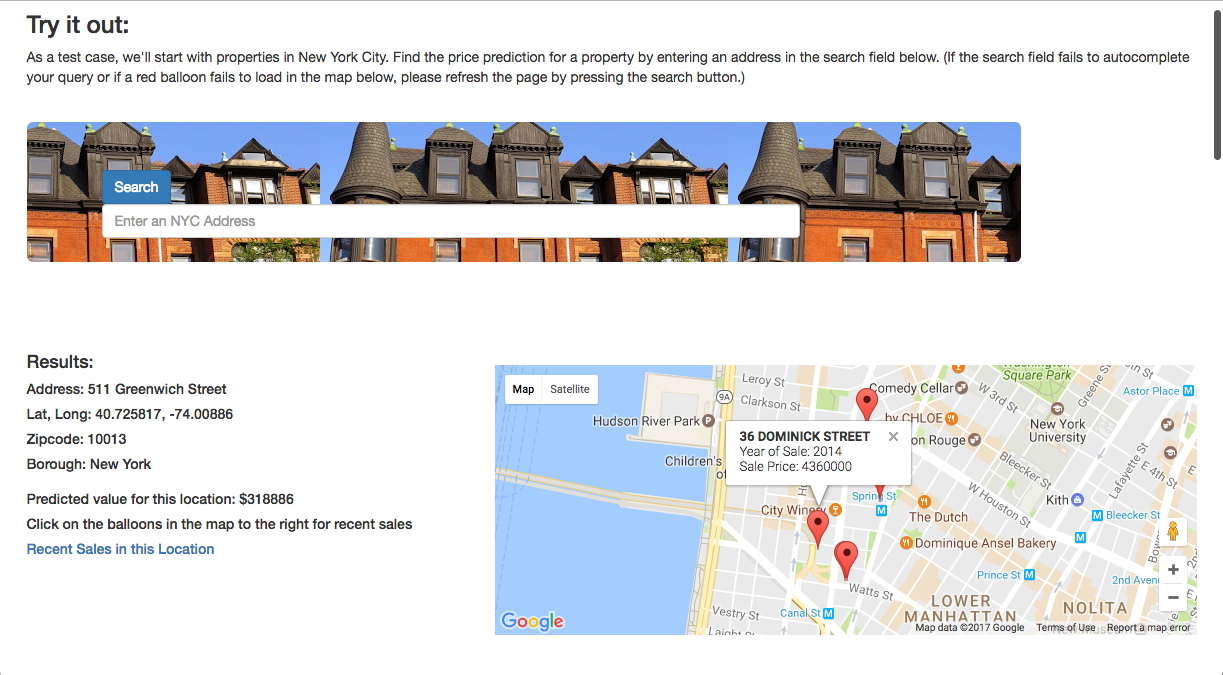 Try it out:
As a test case, we'll start with properties in New York City. Find the price prediction for a property by entering an address in the search field below. (If the search field fails to autocomplete
your query or if a red balloon fails to load in the map below, please refresh the page by pressing the search button.)
Search
Enter an NYC Address
Results:
Address: 511 Greenwich Street
Lat, Long: 40.725817, -74.00886
Zipcode: 10013
Borough: New York
Predicted value for this location: $318886
Click on the balloons in the map to the right for recent sales
Recent Sales in this Location
Map
Satellite
Leroy St
Clarkson St
9A
Hudson River Park
Children's
Comedy Cellar
by CHLOE
on Rouge
W 3rd St
Square Park
Greene St
Astor Place
New York
University
Lafayette St
E 4th St
Bleecker St
W Houston St
Kith
Bleecker St
36 DOMINICK STREET
Year of Sale: 2014
Sale Price: 4360000
Spring St
City Winery
The Dutch
Dominique Ansel Bakery
Prince St
2nd Aven
Watts St
Vestry St
Canal St
Laight
LOWER
MANHATTAN
NOLITA
Google
Map data ©2017 Google
Terms of Use
Report a map error